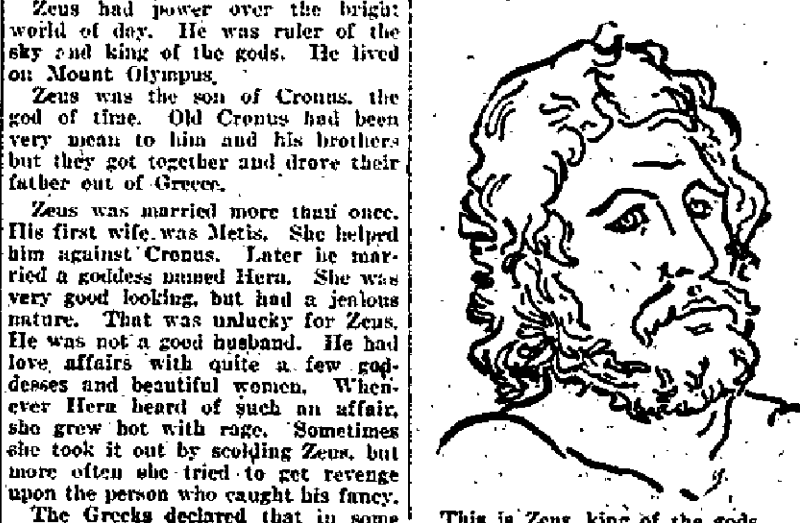 Zeus had power over the bright
world of day. He was ruler of the
sky and king of the gods. He lived
on Mount Olympus.
Zeus was the son of Cronus, the
god of time. Old Cronus had been
very mean to him and his brothers
but they got together and drove their
father out of Greece.
Zeus was married more than once.
His first wife was Metis. She helped
him against Cronus. Later he mar-
ried a goddess named Hera. She was
very good looking, but had a jealous
nature. That was unlucky for Zeus.
He was not a good husband. He had
love affairs with quite a few god-
desses and beautiful women. When-
ever Hera heard of such an affair,
she grew hot with rage. Sometimes
she took it out by scolding Zeus, but
more often she tried to get revenge
upon the person who caught his fancy.
The Greeks declared that in some
This is Zeus, king of the gods